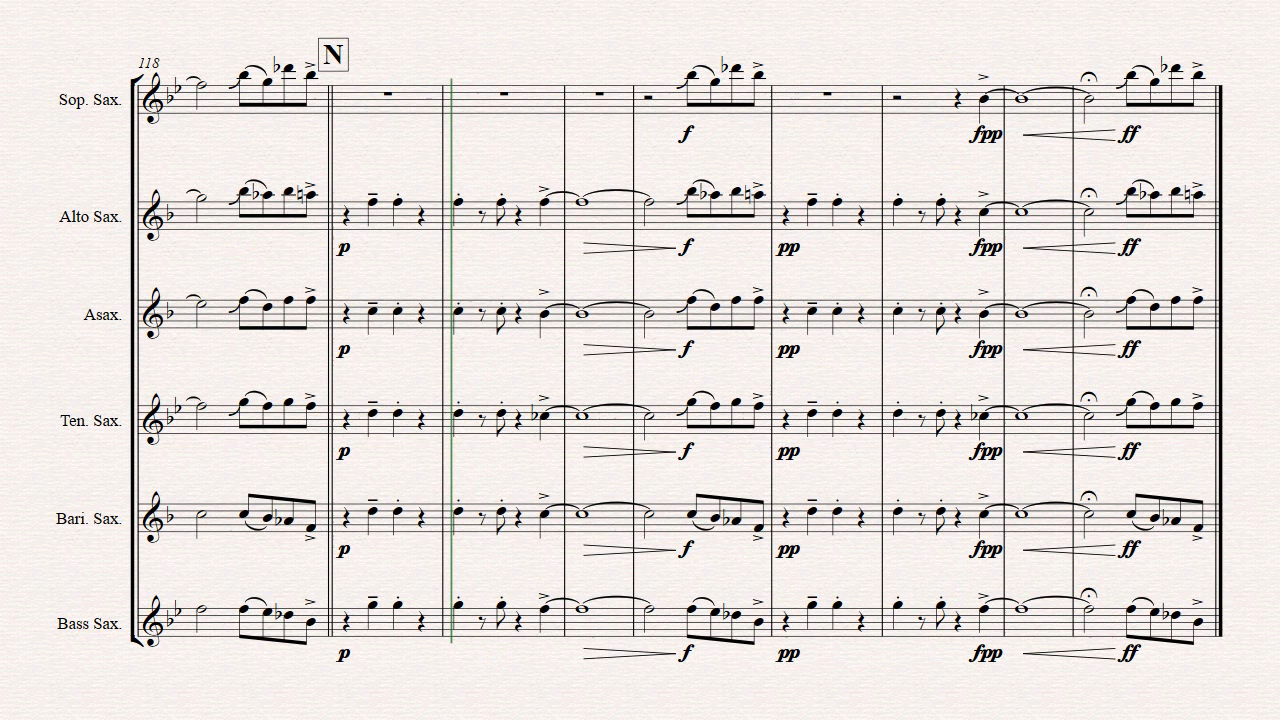 118
N
Sop. Sax.
f fpp ff
Alto Sax.
p f pp fpp ff
Asax.
p f pp fpp ff
Ten. Sax.
p f pp fpp ff
Bari. Sax.
p f pp fpp ff
Bass Sax.
p f pp fpp ff